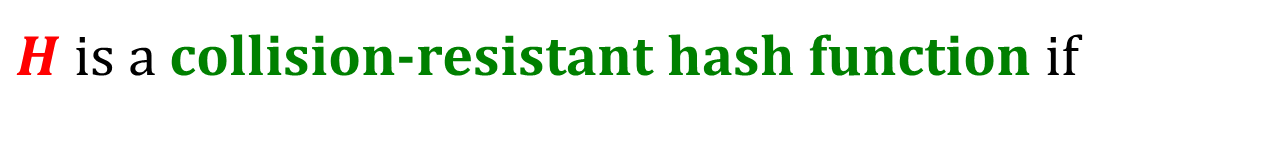 H is a collision-resistant hash function if